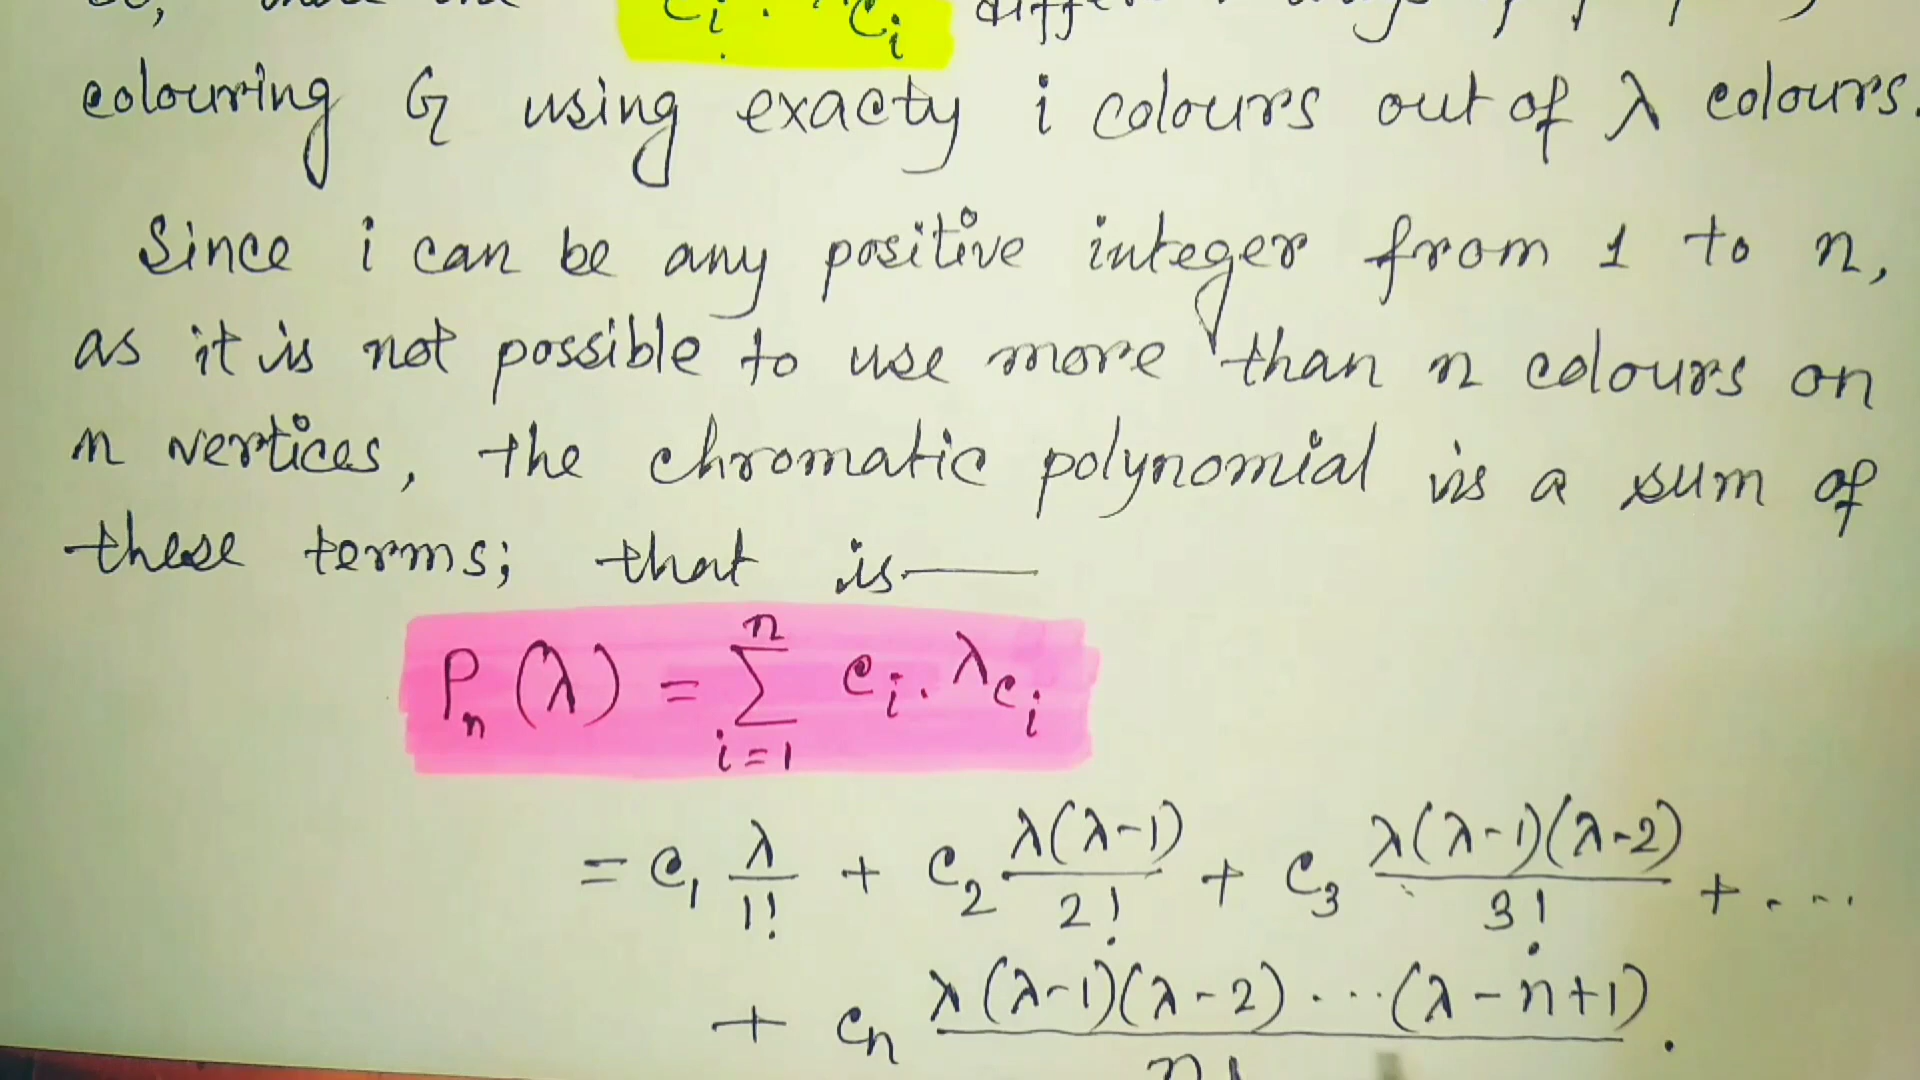 colouring G using exacty i colours out of λ colours.
Since i can be any positive integer from 1 to n,
as it is not possible to use more than n colours on
n vertices, the chromatic polynomial is a sum of
these terms; that is —
Pₙ(λ) = Σ_{i=1}^{n} cᵢ . ^λCᵢ
= c₁ λ/1! + c₂ λ(λ-1)/2! + c₃ λ(λ-1)(λ-2)/3! + ....
+ cₙ λ(λ-1)(λ-2)...(λ-n+1)/n! .